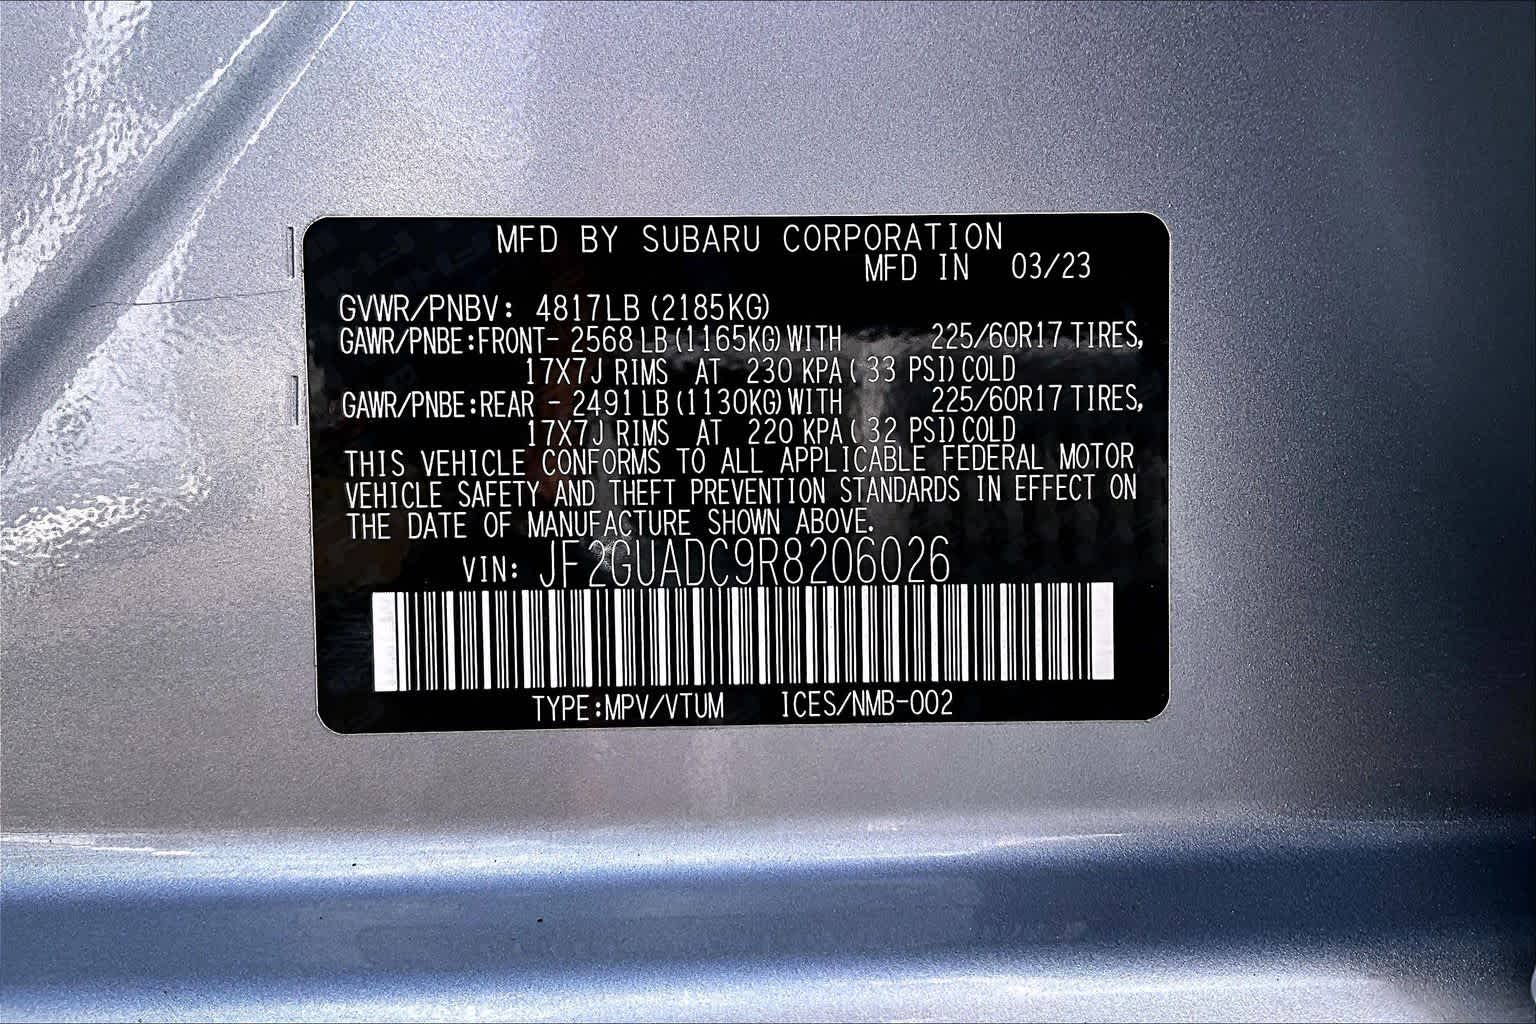 MFD BY SUBARU CORPORATION
MFD IN 03/23
GVWR/PNBV: 4817LB (2185KG)
GAWR/PNBE:FRONT- 2568 LB (1165KG) WITH 225/60R17 TIRES,
17X7J RIMS AT 230 KPA( 33 PSI) COLD
GAWR/PNBE:REAR - 2491 LB (1130KG) WITH 225/60R17 TIRES,
17X7J RIMS AT 220 KPA( 32 PSI) COLD
THIS VEHICLE CONFORMS TO ALL APPLICABLE FEDERAL MOTOR
VEHICLE SAFETY AND THEFT PREVENTION STANDARDS IN EFFECT ON
THE DATE OF MANUFACTURE SHOWN ABOVE.
VIN: JF2GUADC9R8206026
TYPE:MPV/VTUM ICES/NMB-002